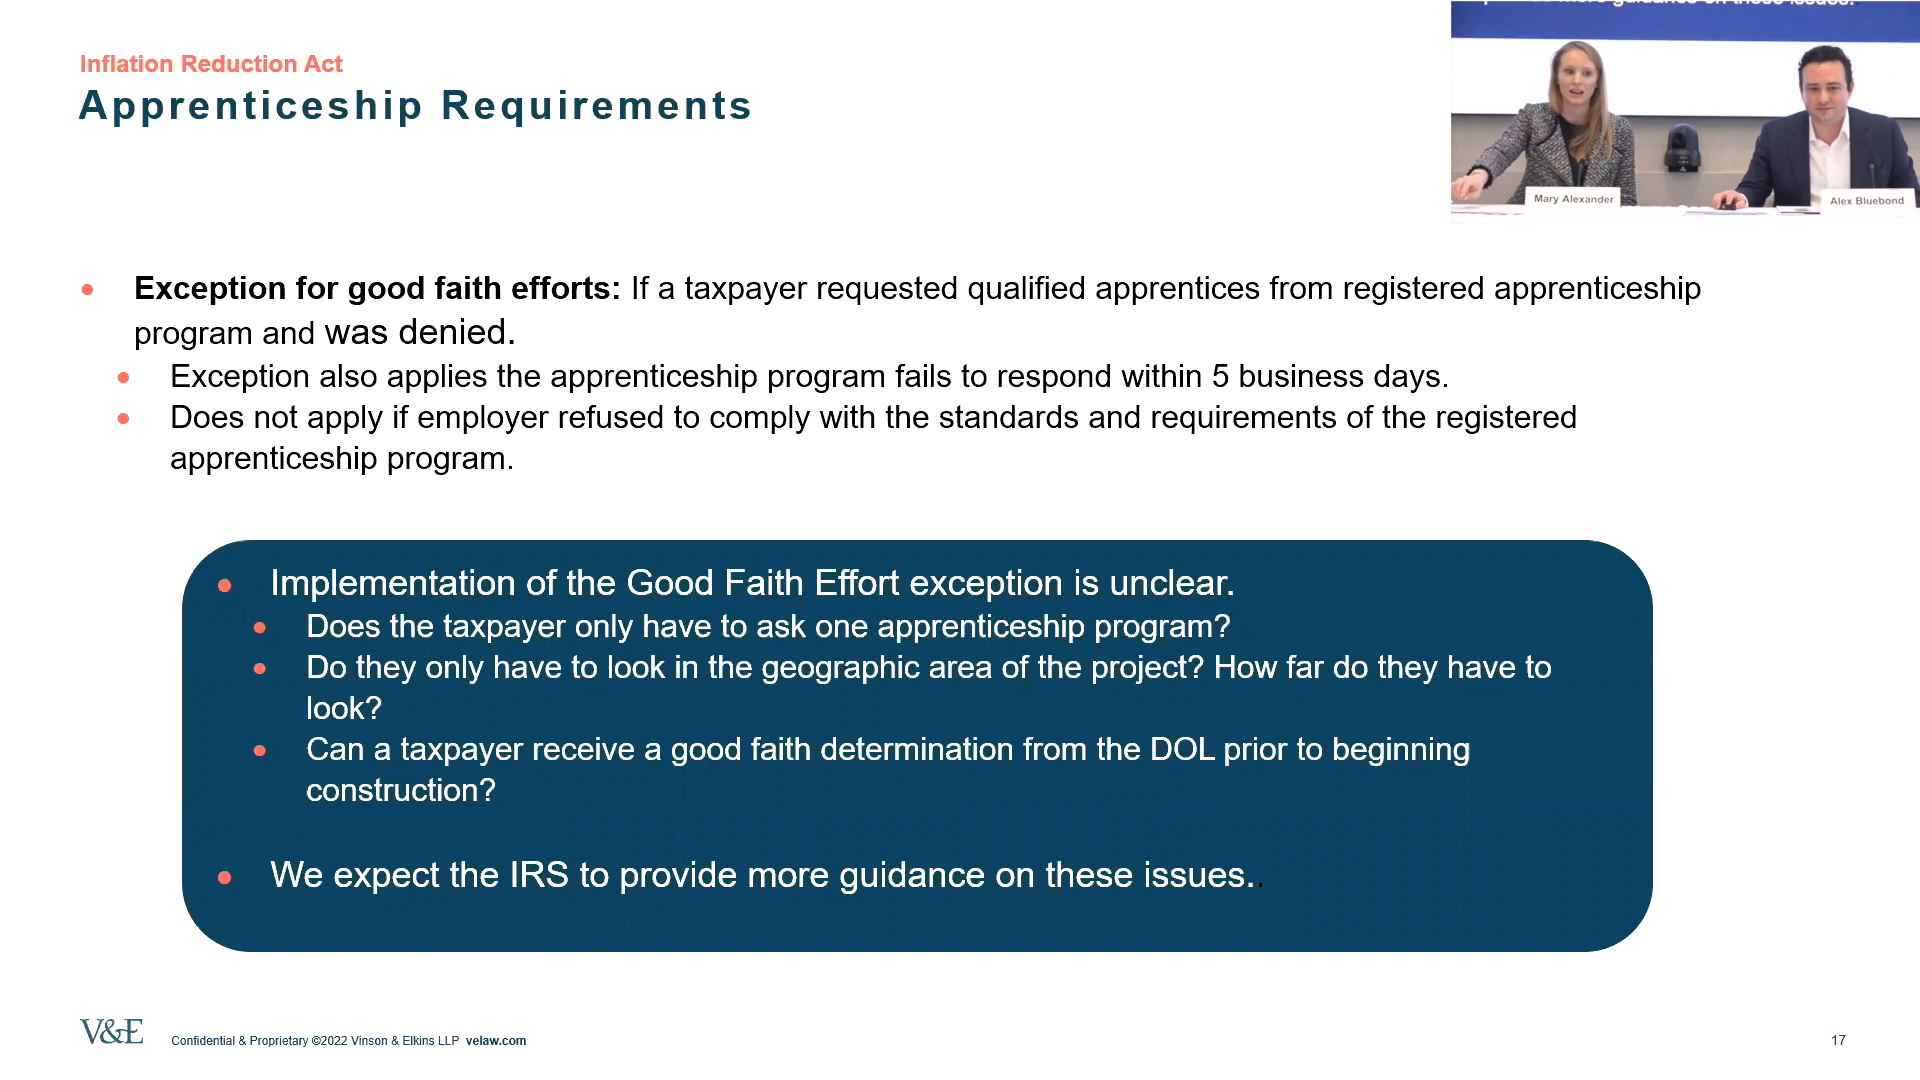 provide more guidance on these issues.
Inflation Reduction Act
Apprenticeship Requirements
Mary Alexander
Alex Bluebond
Exception for good faith efforts: If a taxpayer requested qualified apprentices from registered apprenticeship
program and was denied.
Exception also applies the apprenticeship program fails to respond within 5 business days.
Does not apply if employer refused to comply with the standards and requirements of the registered
apprenticeship program.
Implementation of the Good Faith Effort exception is unclear.
Does the taxpayer only have to ask one apprenticeship program?
Do they only have to look in the geographic area of the project? How far do they have to
look?
Can a taxpayer receive a good faith determination from the DOL prior to beginning
construction?
We expect the IRS to provide more guidance on these issues..
V&E
Confidential & Proprietary ©2022 Vinson & Elkins LLP velaw.com
17